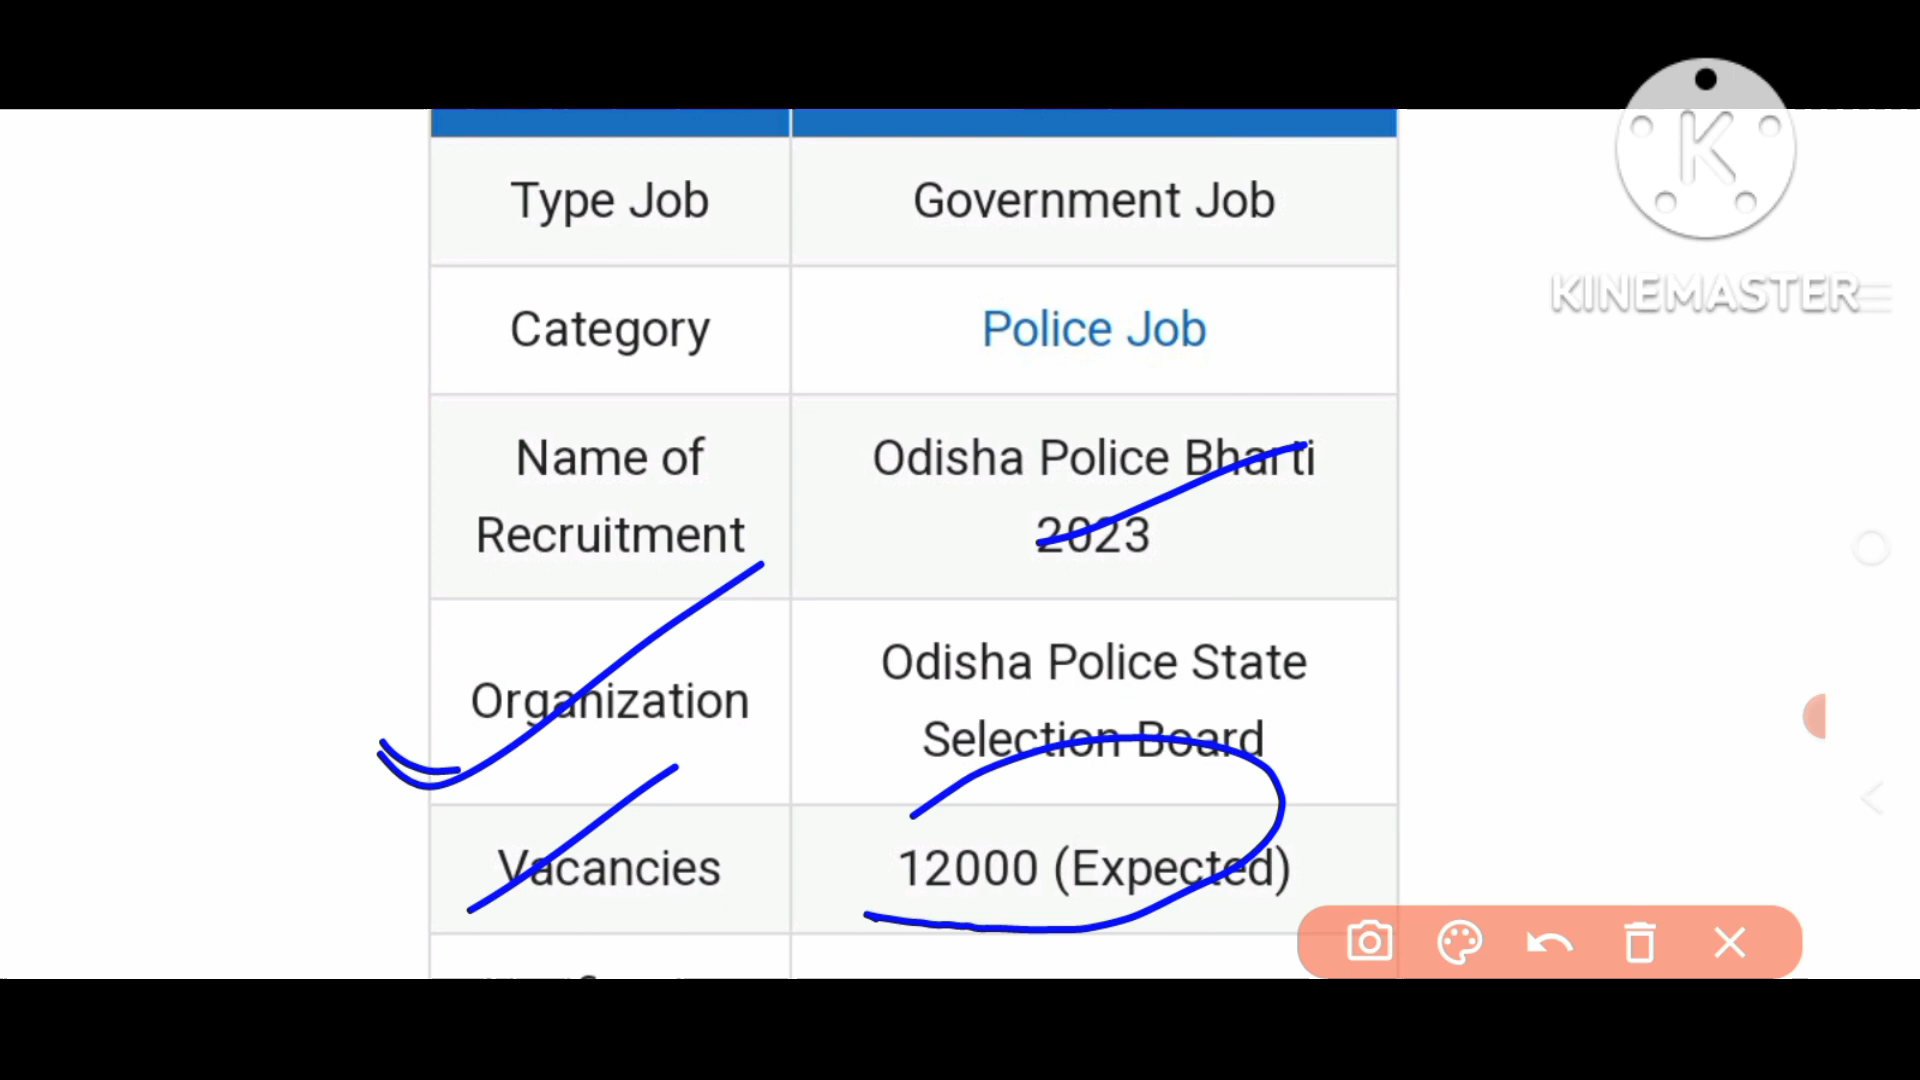 Type Job Government Job
KINEMASTER
Category Police Job
Name of Odisha Police Bharti
Recruitment 2023
Odisha Police State
Organization
Selection Board
Vacancies 12000 (Expected)